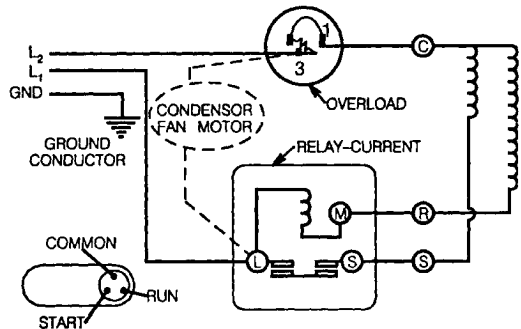 L2
L1
GND
GROUND
CONDUCTOR
1
3
C
OVERLOAD
CONDENSOR
FAN MOTOR
RELAY-CURRENT
M
R
L
S
S
COMMON
RUN
START